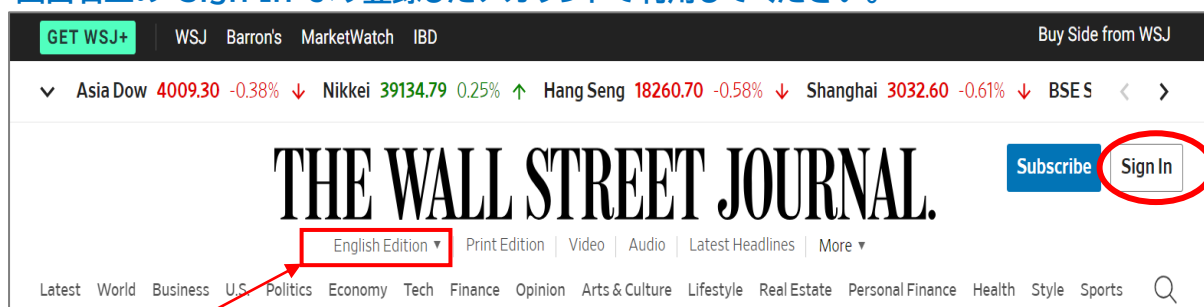 GET WSJ+ WSJ Barron's MarketWatch IBD Buy Side from WSJ
Asia Dow 4009.30 -0.38% ↓ Nikkei 39134.79 0.25% ↑ Hang Seng 18260.70 -0.58% ↓ Shanghai 3032.60 -0.61% ↓ BSE S
THE WALL STREET JOURNAL.
Subscribe Sign In
English Edition ▼ | Print Edition | Video | Audio | Latest Headlines | More ▼
Latest World Business U.S. Politics Economy Tech Finance Opinion Arts & Culture Lifestyle Real Estate Personal Finance Health Style Sports